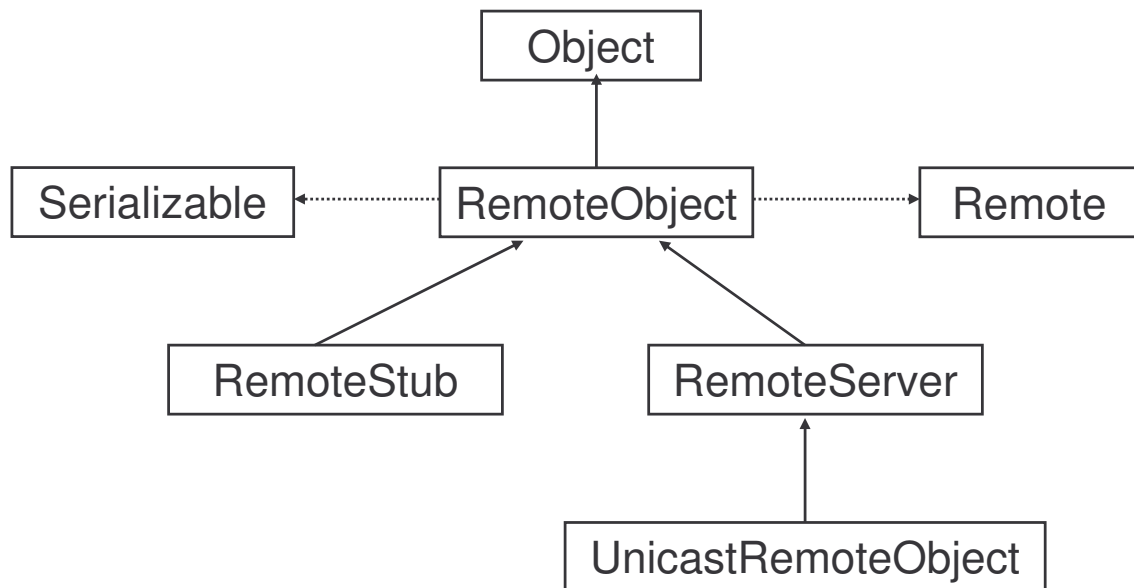 Object
Serializable
RemoteObject
Remote
RemoteStub
RemoteServer
UnicastRemoteObject